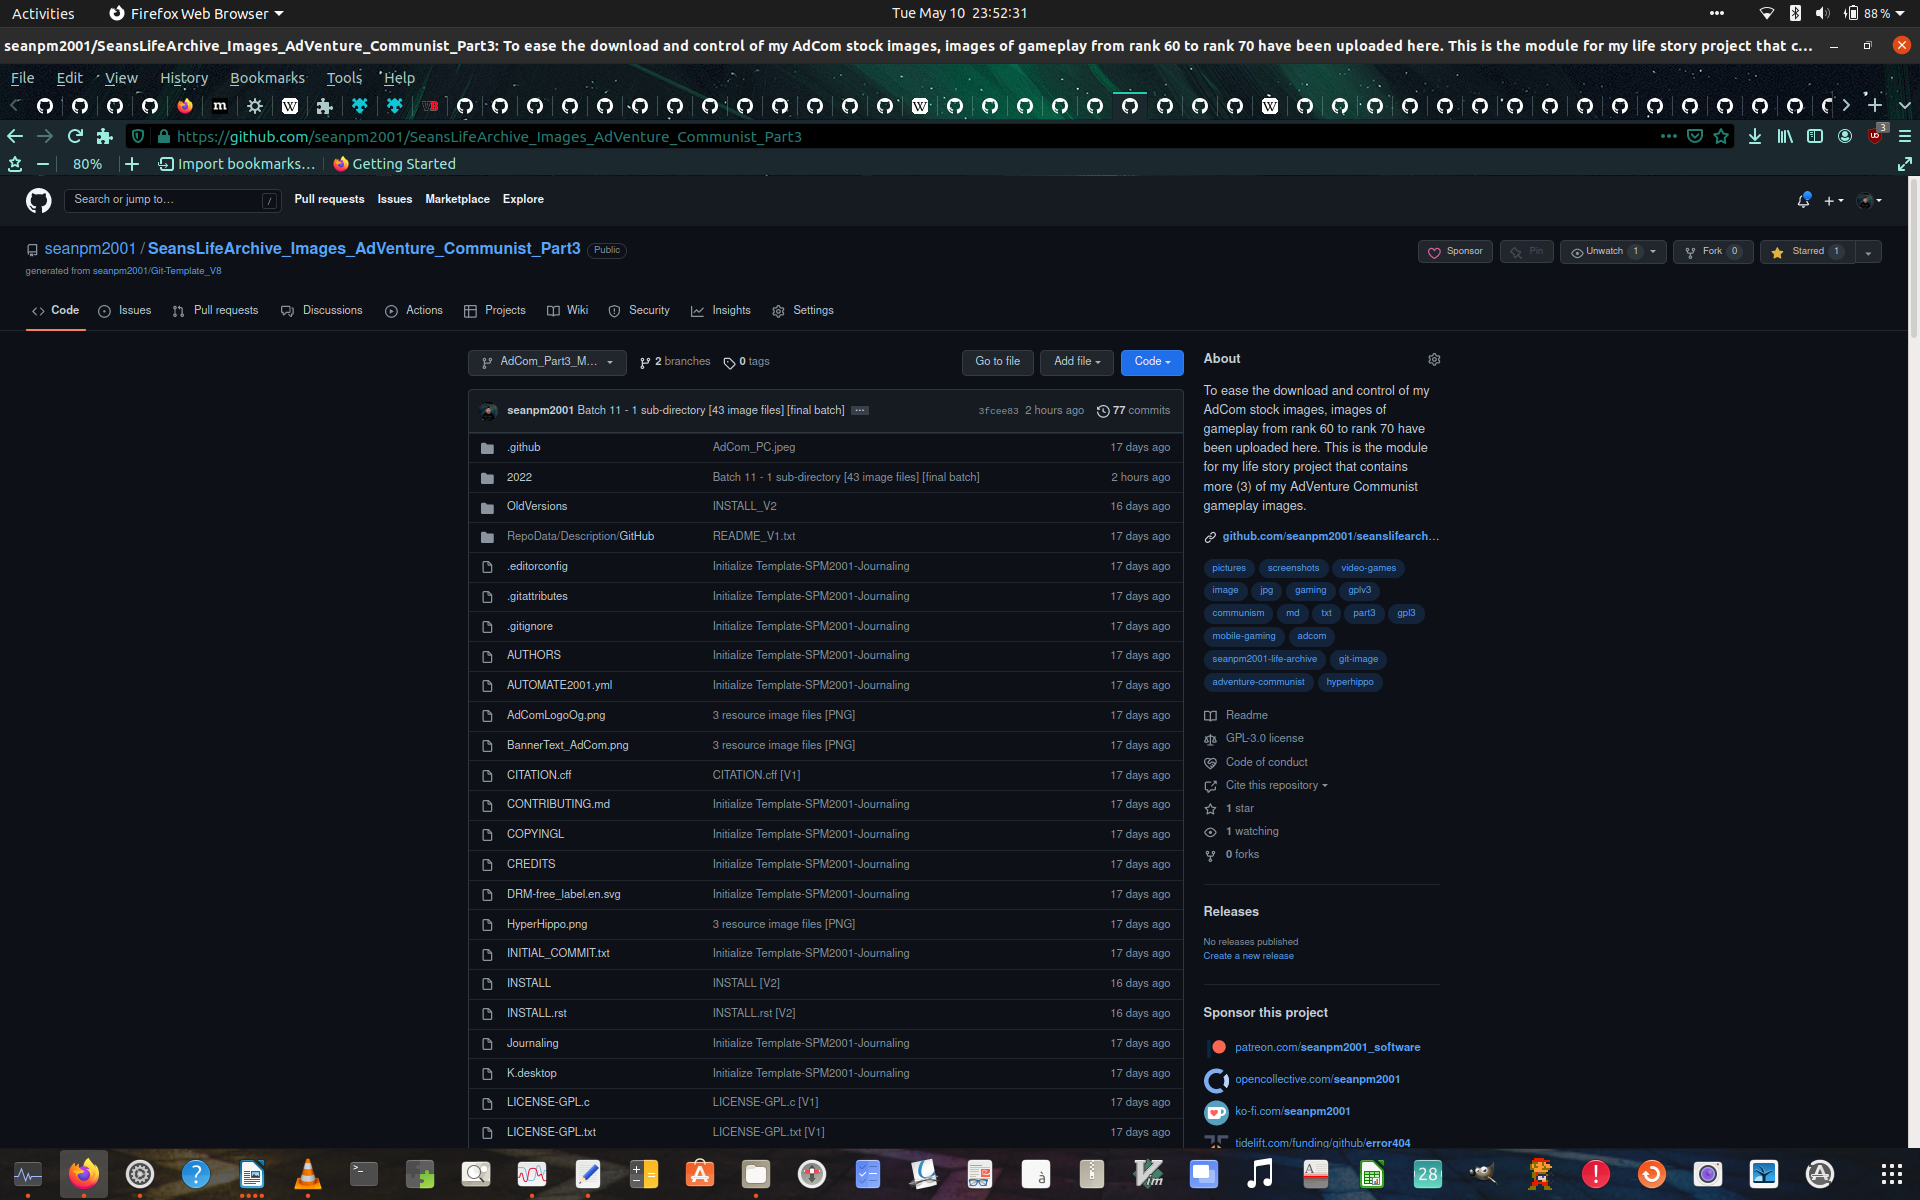 Activities Firefox Web Browser Tue May 10 23:52:31 88 %
seanpm2001/SeansLifeArchive_Images_AdVenture_Communist_Part3: To ease the download and control of my AdCom stock images, images of gameplay from rank 60 to rank 70 have been uploaded here. This is the module for my life story project that c…
File Edit View History Bookmarks Tools Help
https://github.com/seanpm2001/SeansLifeArchive_Images_AdVenture_Communist_Part3 3
80% Import bookmarks… Getting Started
Search or jump to… / Pull requests Issues Marketplace Explore
seanpm2001 / SeansLifeArchive_Images_AdVenture_Communist_Part3 Public Sponsor Pin Unwatch 1 Fork 0 Starred 1
generated from seanpm2001/Git-Template_V8
Code Issues Pull requests Discussions Actions Projects Wiki Security Insights Settings
AdCom_Part3_M... 2 branches 0 tags Go to file Add file Code
seanpm2001 Batch 11 - 1 sub-directory [43 image files] [final batch] 3fcee83 2 hours ago 77 commits
.github AdCom_PC.jpeg 17 days ago
2022 Batch 11 - 1 sub-directory [43 image files] [final batch] 2 hours ago
OldVersions INSTALL_V2 16 days ago
RepoData/Description/GitHub README_V1.txt 17 days ago
.editorconfig Initialize Template-SPM2001-Journaling 17 days ago
.gitattributes Initialize Template-SPM2001-Journaling 17 days ago
.gitignore Initialize Template-SPM2001-Journaling 17 days ago
AUTHORS Initialize Template-SPM2001-Journaling 17 days ago
AUTOMATE2001.yml Initialize Template-SPM2001-Journaling 17 days ago
AdComLogoOg.png 3 resource image files [PNG] 17 days ago
BannerText_AdCom.png 3 resource image files [PNG] 17 days ago
CITATION.cff CITATION.cff [V1] 17 days ago
CONTRIBUTING.md Initialize Template-SPM2001-Journaling 17 days ago
COPYINGL Initialize Template-SPM2001-Journaling 17 days ago
CREDITS Initialize Template-SPM2001-Journaling 17 days ago
DRM-free_label.en.svg Initialize Template-SPM2001-Journaling 17 days ago
HyperHippo.png 3 resource image files [PNG] 17 days ago
INITIAL_COMMIT.txt Initialize Template-SPM2001-Journaling 17 days ago
INSTALL INSTALL [V2] 16 days ago
INSTALL.rst INSTALL.rst [V2] 16 days ago
Journaling Initialize Template-SPM2001-Journaling 17 days ago
K.desktop Initialize Template-SPM2001-Journaling 17 days ago
LICENSE-GPL.c LICENSE-GPL.c [V1] 17 days ago
LICENSE-GPL.txt LICENSE-GPL.txt [V1] 17 days ago
About
To ease the download and control of my
AdCom stock images, images of
gameplay from rank 60 to rank 70 have
been uploaded here. This is the module
for my life story project that contains
more (3) of my AdVenture Communist
gameplay images.
github.com/seanpm2001/seanslifearch…
pictures screenshots video-games
image jpg gaming gplv3
communism md txt part3 gpl3
mobile-gaming adcom
seanpm2001-life-archive git-image
adventure-communist hyperhippo
Readme
GPL-3.0 license
Code of conduct
Cite this repository
1 star
1 watching
0 forks
Releases
No releases published
Create a new release
Sponsor this project
patreon.com/seanpm2001_software
opencollective.com/seanpm2001
ko-fi.com/seanpm2001
tidelift.com/funding/github/error404
28